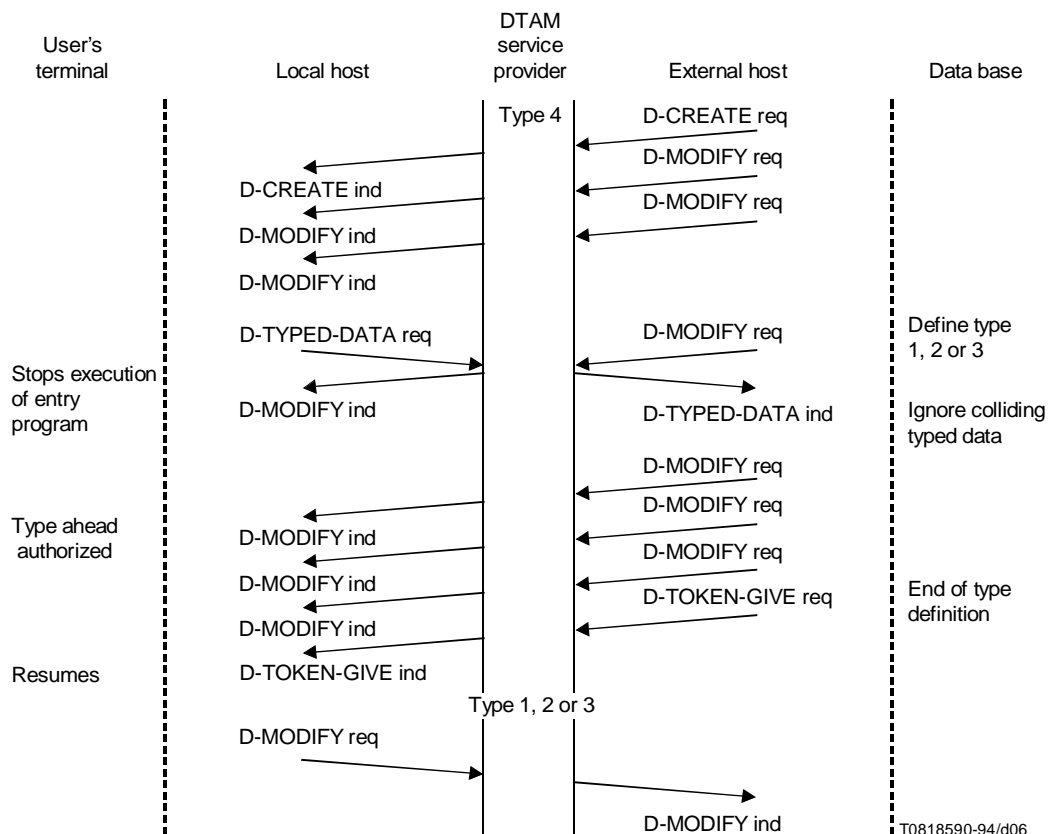 User's
terminal
Local host
DTAM
service
provider
External host
Data base
Type 4
D-CREATE req
D-MODIFY req
D-CREATE ind
D-MODIFY req
D-MODIFY ind
D-MODIFY ind
D-TYPED-DATA req
D-MODIFY req
Define type
1, 2 or 3
Stops execution
of entry
program
D-MODIFY ind
D-TYPED-DATA ind
Ignore colliding
typed data
D-MODIFY req
D-MODIFY req
Type ahead
authorized
D-MODIFY ind
D-MODIFY req
D-MODIFY ind
D-TOKEN-GIVE req
End of type
definition
D-MODIFY ind
Resumes
D-TOKEN-GIVE ind
Type 1, 2 or 3
D-MODIFY req
D-MODIFY ind
T0818590-94/d06